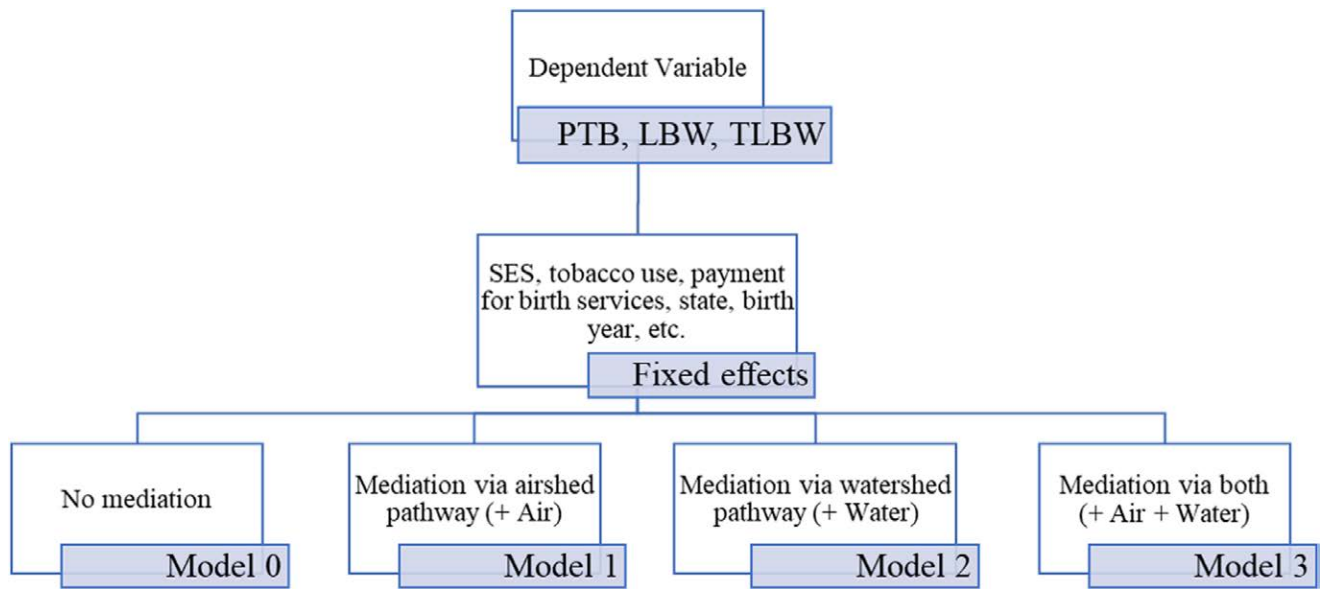 Dependent Variable
PTB, LBW, TLBW
SES, tobacco use, payment
for birth services, state, birth
year, etc.
Fixed effects
No mediation
Model 0
Mediation via airshed
pathway (+ Air)
Model 1
Mediation via watershed
pathway (+ Water)
Model 2
Mediation via both
(+ Air + Water)
Model 3